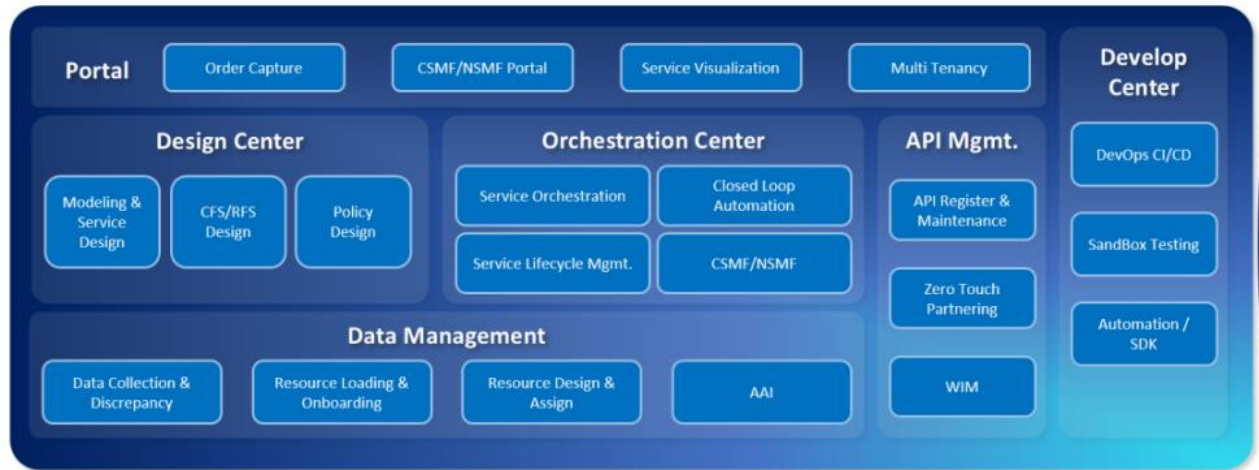 Portal
Order Capture
CSMF/NSMF Portal
Service Visualization
Multi Tenancy
Design Center
Modeling &
Service
Design
CFS/RFS
Design
Policy
Design
Orchestration Center
Service Orchestration
Closed Loop
Automation
Service Lifecycle Mgmt.
CSMF/NSMF
Data Management
Data Collection &
Discrepancy
Resource Loading &
Onboarding
Resource Design &
Assign
AAI
API Mgmt.
API Register &
Maintenance
Zero Touch
Partnering
WIM
Develop
Center
DevOps CI/CD
SandBox Testing
Automation /
SDK